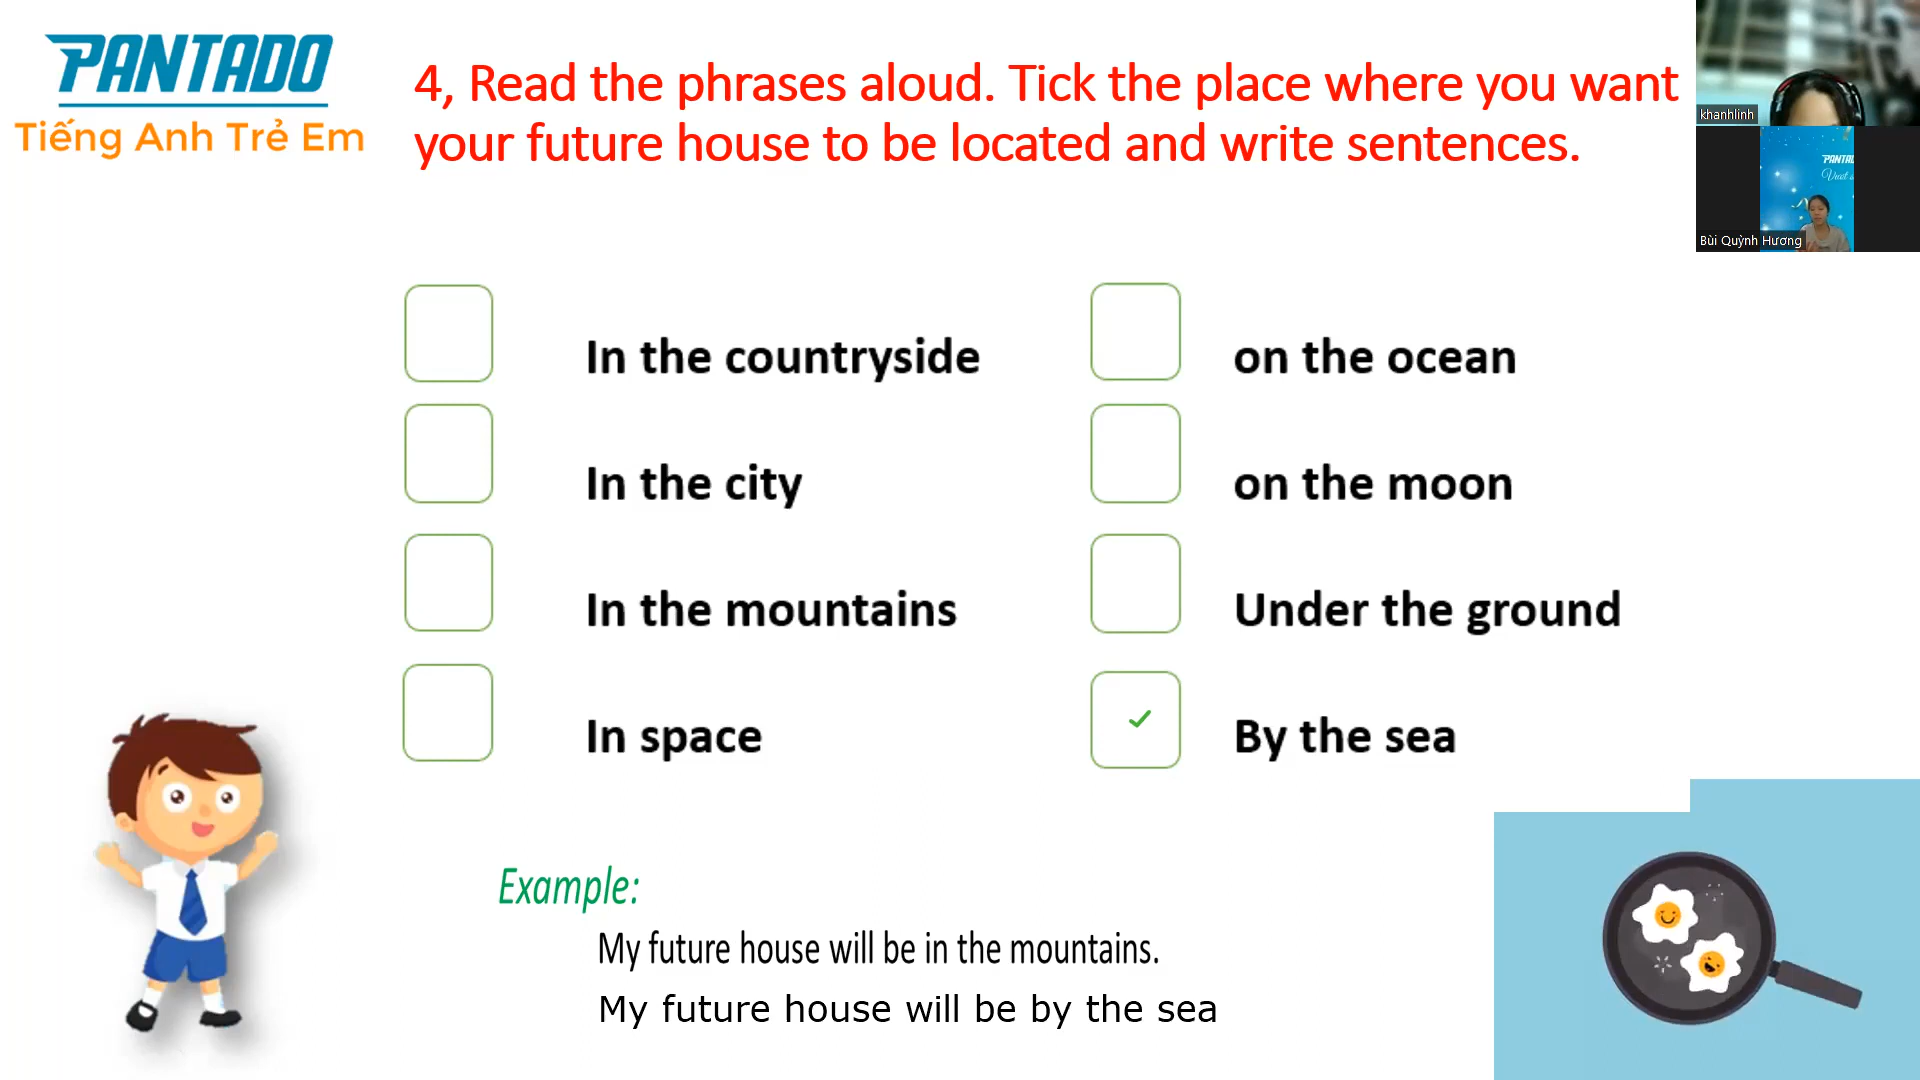 PANTADO
Tiếng Anh Trẻ Em
4, Read the phrases aloud. Tick the place where you want
your future house to be located and write sentences.
khanhlinh
PANTAD
Bùi Quỳnh Hương
In the countryside
on the ocean
In the city
on the moon
In the mountains
Under the ground
In space
By the sea
Example:
My future house will be in the mountains.
My future house will be by the sea